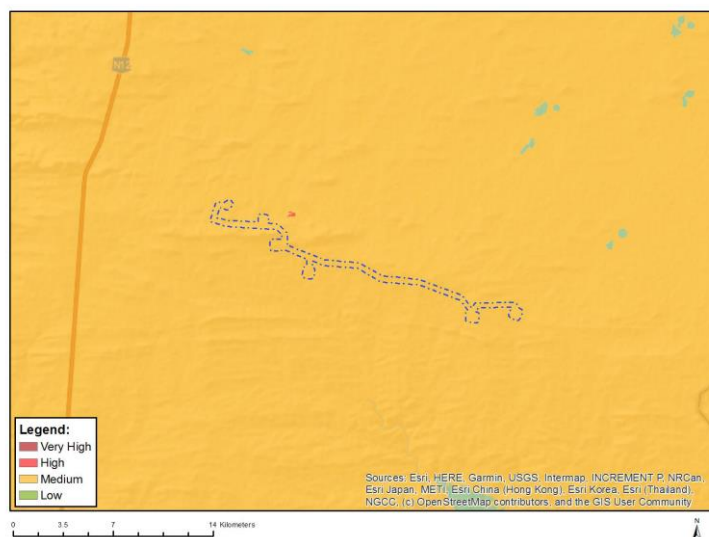 N12
Legend:
Very High
High
Medium
Low
Sources: Esri, HERE, Garmin, USGS, Intermap, INCREMENT P, NRCan,
Esri Japan, METI, Esri China (Hong Kong), Esri Korea, Esri (Thailand),
NGCC, (c) OpenStreetMap contributors, and the GIS User Community
0 3.5 7 14 Kilometers
N